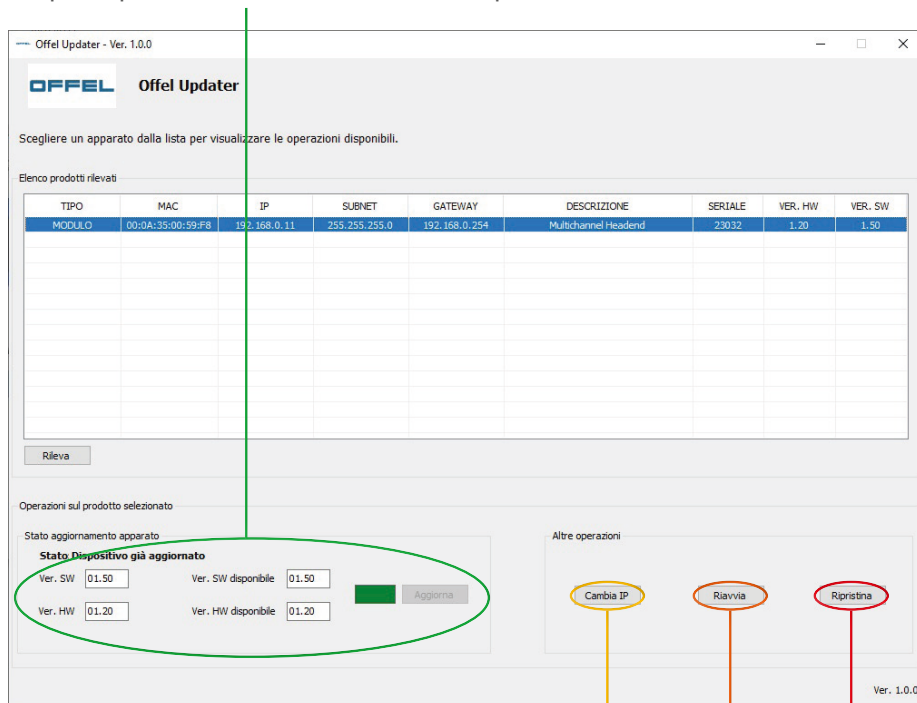 Offel Updater - Ver. 1.0.0
OFFEL Offel Updater
Scegliere un apparato dalla lista per visualizzare le operazioni disponibili.
Elenco prodotti rilevati
TIPO MAC IP SUBNET GATEWAY DESCRIZIONE SERIALE VER. HW VER. SW
MODULO 00:0A:35:00:59:F8 192.168.0.11 255.255.255.0 192.168.0.254 Multichannel Headend 23032 1.20 1.50
Rileva
Operazioni sul prodotto selezionato
Stato aggiornamento apparato
Altre operazioni
Stato: Dispositivo già aggiornato
Ver. SW 01.50 Ver. SW disponibile 01.50
Aggiorna
Cambia IP Riavvia Ripristina
Ver. HW 01.20 Ver. HW disponibile 01.20
Ver. 1.0.0